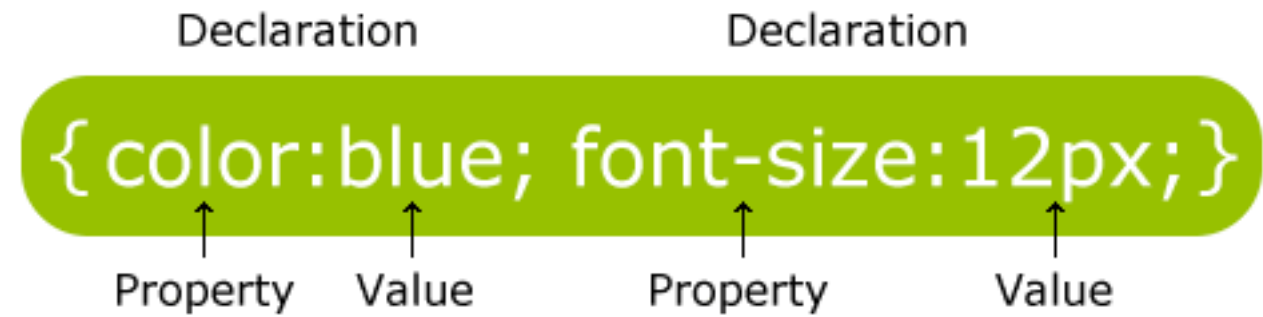 Declaration Declaration
{color:blue; font-size:12px;}
Property Value Property Value